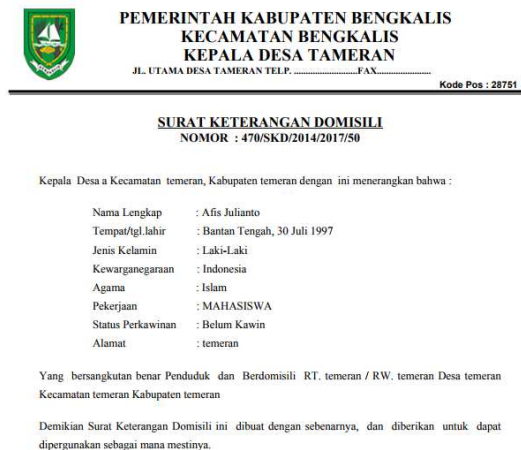 PEMERINTAH KABUPATEN BENGKALIS
KECAMATAN BENGKALIS
KEPALA DESA TAMERAN
JL. UTAMA DESA TAMERAN TELP. ............................FAX........................
Kode Pos : 28751
SURAT KETERANGAN DOMISILI
NOMOR : 470/SKD/2014/2017/50
Kepala Desa a Kecamatan temeran, Kabupaten temeran dengan ini menerangkan bahwa :
Nama Lengkap : Afis Julianto
Tempat/tgl.lahir : Bantan Tengah, 30 Juli 1997
Jenis Kelamin : Laki-Laki
Kewarganegaraan : Indonesia
Agama : Islam
Pekerjaan : MAHASISWA
Status Perkawinan : Belum Kawin
Alamat : temeran
Yang bersangkutan benar Penduduk dan Berdomisili RT. temeran / RW. temeran Desa temeran
Kecamatan temeran Kabupaten temeran
Demikian Surat Keterangan Domisili ini dibuat dengan sebenarnya, dan diberikan untuk dapat
dipergunakan sebagai mana mestinya.